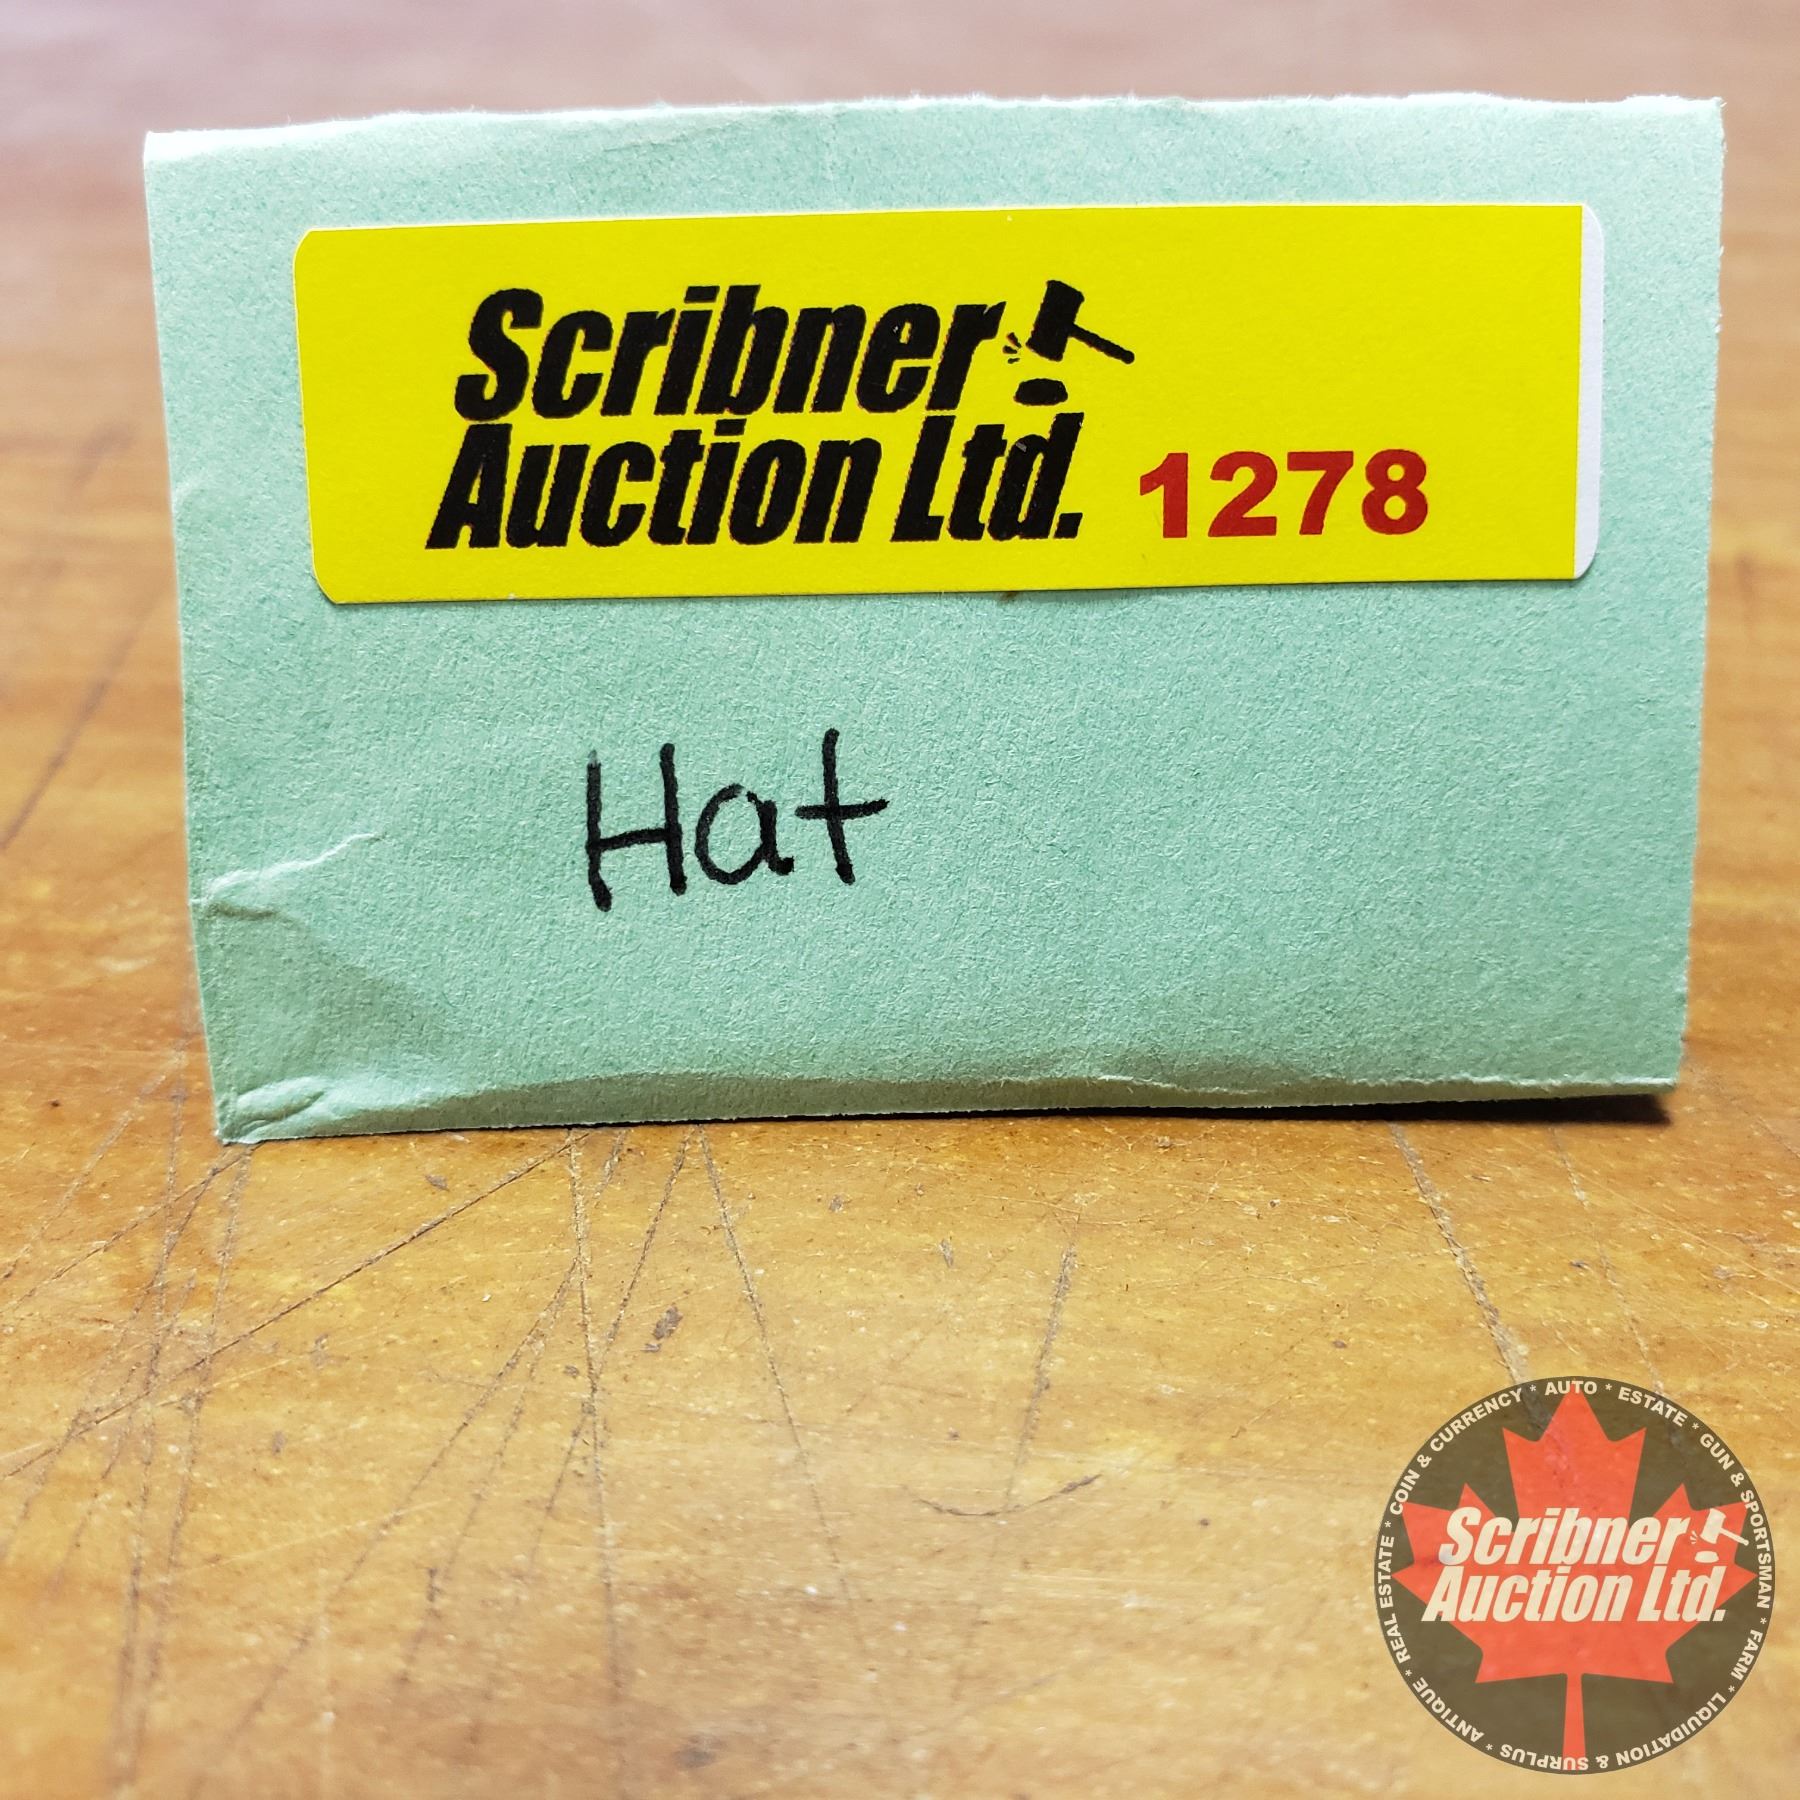 Scribner
Auction Ltd. 1278
Hat
COIN & CURRENCY * AUTO * ESTATE * GUN & SPORTSMAN * FARM * LIQUIDATION & SURPLUS * ANTIQUE * REAL ESTATE *
Scribner
Auction Ltd.